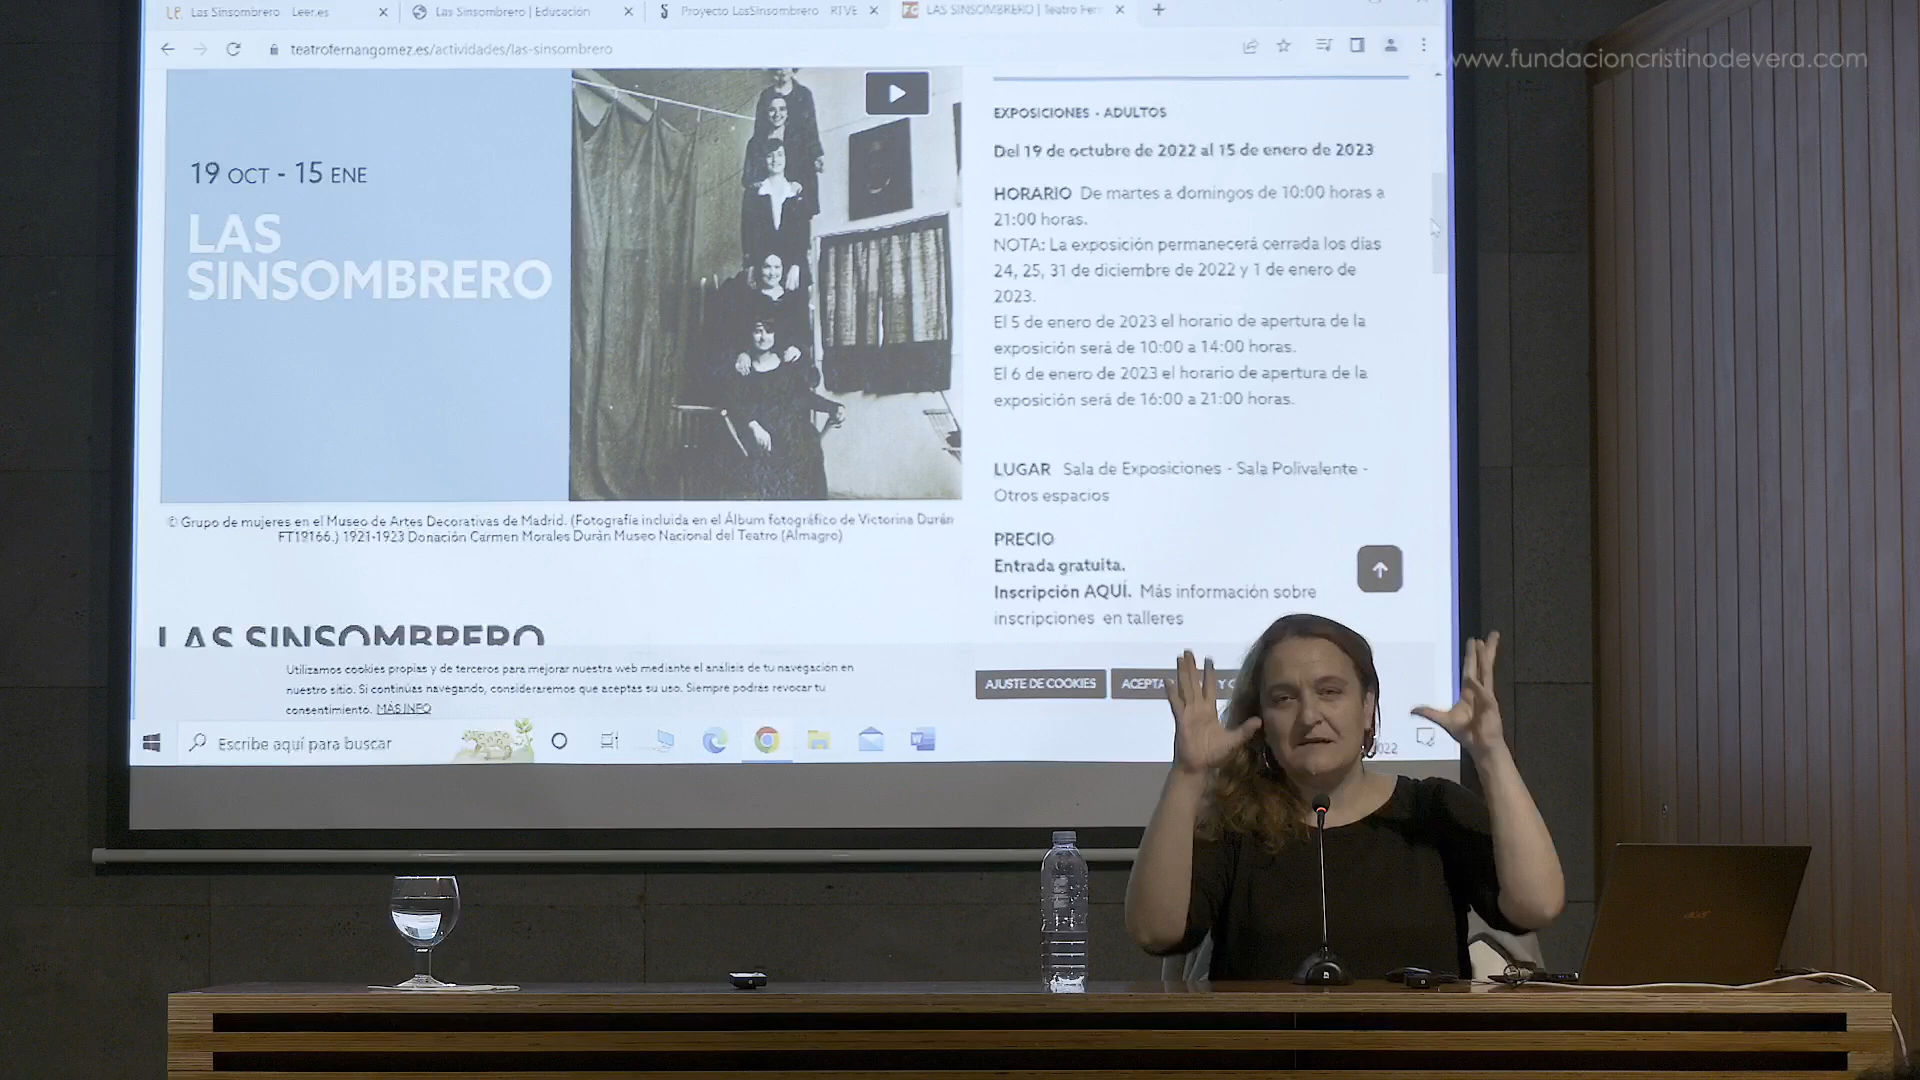 Las Sinsombrero Leer.es
Las Sinsombrero | Educación
Proyecto LasSinsombrero RTVE
FC LAS SINSOMBRERO | Teatro Fern
teatrofernangomez.es/actividades/las-sinsombrero
www.fundacioncristinodevera.com
19 OCT - 15 ENE
LAS
SINSOMBRERO
© Grupo de mujeres en el Museo de Artes Decorativas de Madrid. (Fotografía incluida en el Álbum fotográfico de Victorina Durán
FT19166.) 1921-1923 Donación Carmen Morales Durán Museo Nacional del Teatro (Almagro)
EXPOSICIONES - ADULTOS
Del 19 de octubre de 2022 al 15 de enero de 2023
HORARIO De martes a domingos de 10:00 horas a
21:00 horas.
NOTA: La exposición permanecerá cerrada los días
24, 25, 31 de diciembre de 2022 y 1 de enero de
2023.
El 5 de enero de 2023 el horario de apertura de la
exposición será de 10:00 a 14:00 horas.
El 6 de enero de 2023 el horario de apertura de la
exposición será de 16:00 a 21:00 horas.
LUGAR Sala de Exposiciones - Sala Polivalente -
Otros espacios
PRECIO
Entrada gratuita.
Inscripción AQUÍ. Más información sobre
inscripciones en talleres
LAS SINSOMBRERO
Utilizamos cookies propias y de terceros para mejorar nuestra web mediante el análisis de tu navegación en
nuestro sitio. Si continúas navegando, consideraremos que aceptas su uso. Siempre podrás revocar tu
consentimiento. MÁS INFO
AJUSTE DE COOKIES
Escribe aquí para buscar
acer